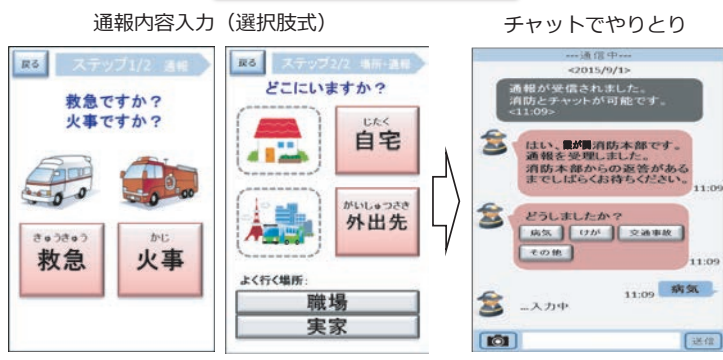 通報内容入力（選択肢式）
チャットでやりとり
戻る
ステップ1/2 通報
救急ですか？
火事ですか？
きゅうきゅう
救急
かじ
火事
戻る
ステップ2/2 場所・通報
どこにいますか？
じたく
自宅
がいしゅつさき
外出先
よく行く場所:
職場
実家
---通信中---
<2015/9/1>
通報が受信されました。
消防とチャットが可能です。
<11:09>
はい、消防本部です。
通報を受理しました。
消防本部からの返答がある
までしばらくお待ちください。
11:09
どうしましたか？
病気
けが
交通事故
その他
11:09
11:09
病気
…入力中
送信